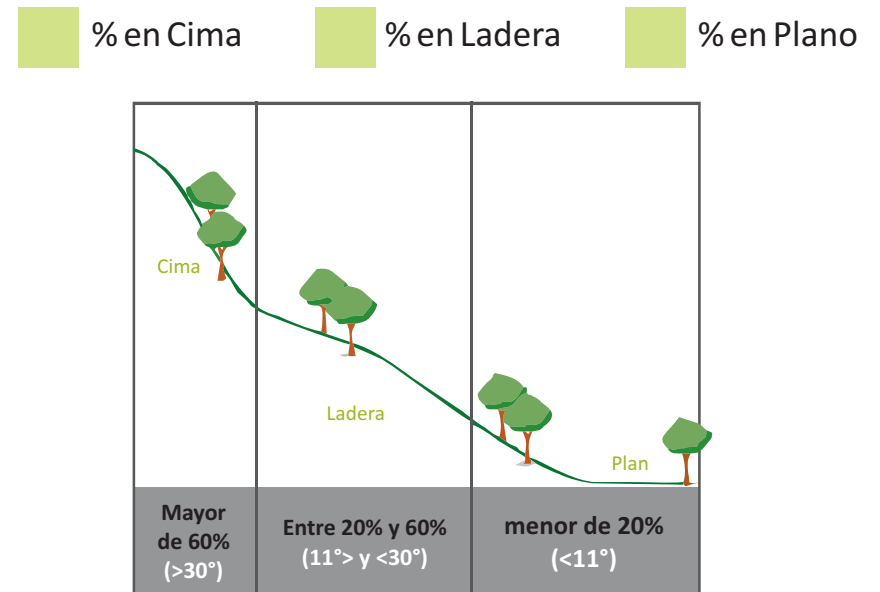 % en Cima % en Ladera % en Plano
Cima
Ladera
Plan
Mayor
de 60%
(>30°)
Entre 20% y 60%
(11°> y <30°)
menor de 20%
(<11°)